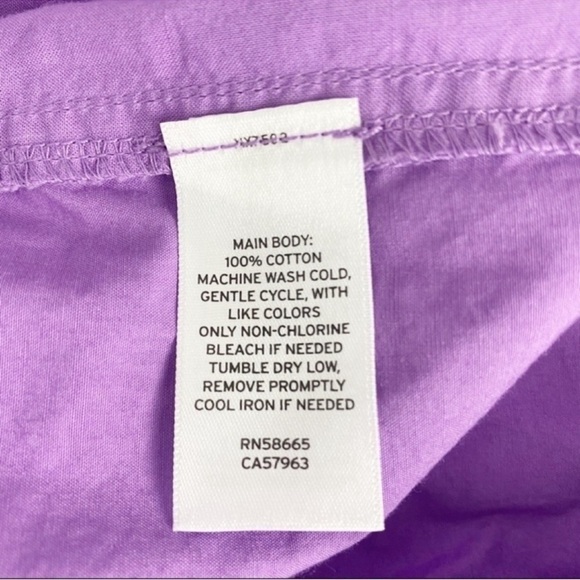 MAIN BODY:
100% COTTON
MACHINE WASH COLD,
GENTLE CYCLE, WITH
LIKE COLORS
ONLY NON-CHLORINE
BLEACH IF NEEDED
TUMBLE DRY LOW,
REMOVE PROMPTLY
COOL IRON IF NEEDED
RN58665
CA57963